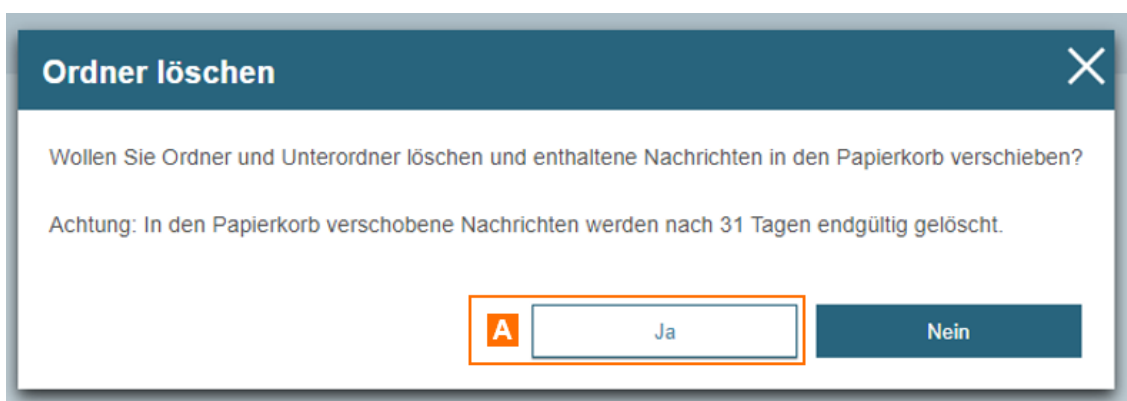 Ordner löschen
Wollen Sie Ordner und Unterordner löschen und enthaltene Nachrichten in den Papierkorb verschieben?
Achtung: In den Papierkorb verschobene Nachrichten werden nach 31 Tagen endgültig gelöscht.
A Ja Nein